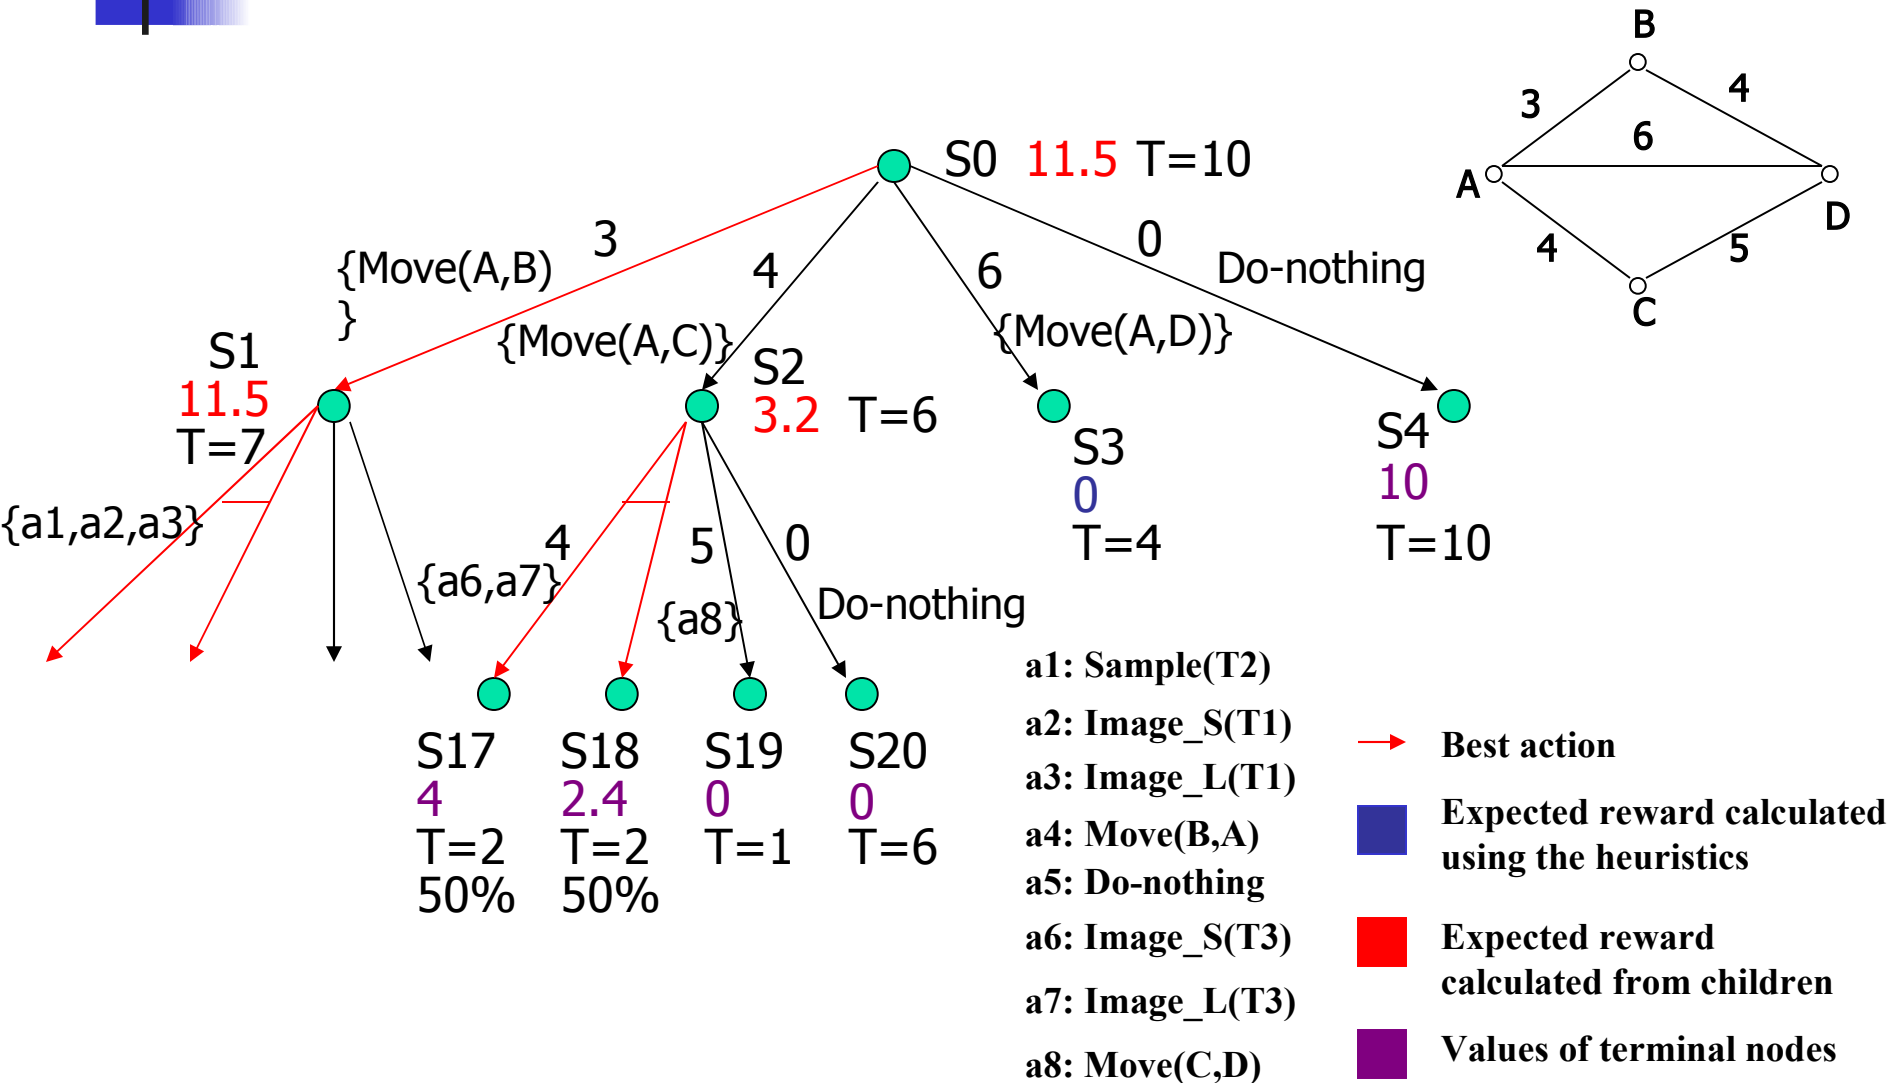 B
3
4
6
A
D
4
5
C
S0 11.5 T=10
3
{Move(A,B)
}
4
{Move(A,C)}
6
{Move(A,D)}
0
Do-nothing
S1
11.5
T=7
S2
3.2 T=6
S3
0
T=4
S4
10
T=10
{a1,a2,a3}
{a6,a7}
4
5
{a8}
0
Do-nothing
S17
4
T=2
50%
S18
2.4
T=2
50%
S19
0
T=1
S20
0
T=6
a1: Sample(T2)
a2: Image_S(T1)
a3: Image_L(T1)
a4: Move(B,A)
a5: Do-nothing
a6: Image_S(T3)
a7: Image_L(T3)
a8: Move(C,D)
Best action
Expected reward calculated
using the heuristics
Expected reward
calculated from children
Values of terminal nodes